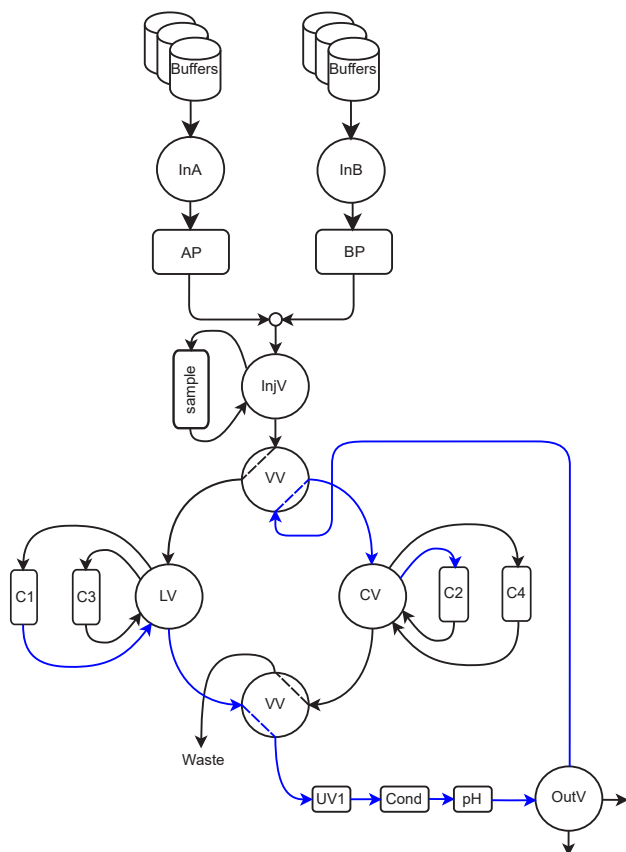 Buffers
Buffers
InA
InB
AP
BP
sample
InjV
VV
C1
C3
LV
CV
C2
C4
VV
Waste
UV1
Cond
pH
OutV